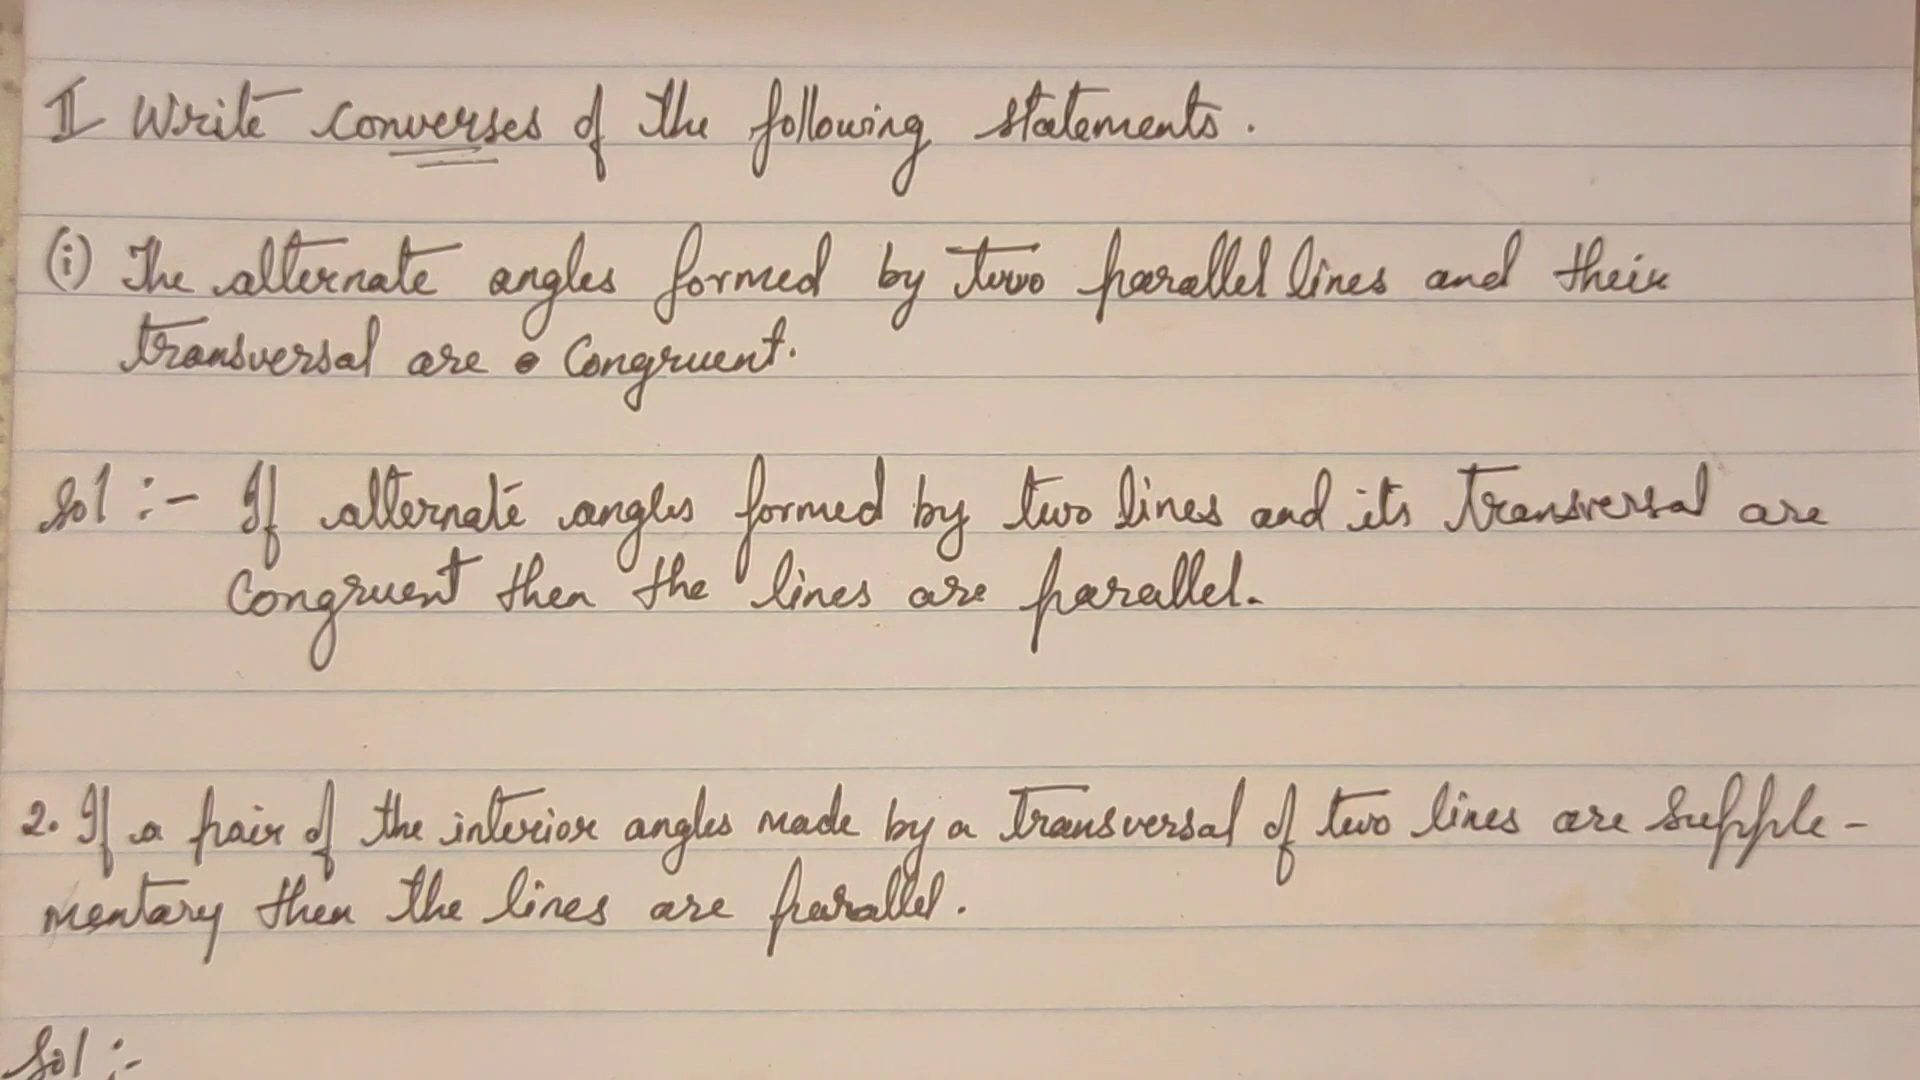 II Write converses of the following statements.
(i) The alternate angles formed by two parallel lines and their
transversal are congruent.
Sol :- If alternate angles formed by two lines and its transversal are
Congruent then the lines are parallel.
2. If a pair of the interior angles made by a transversal of two lines are Supple-
mentary then the lines are parallel.
Sol :-